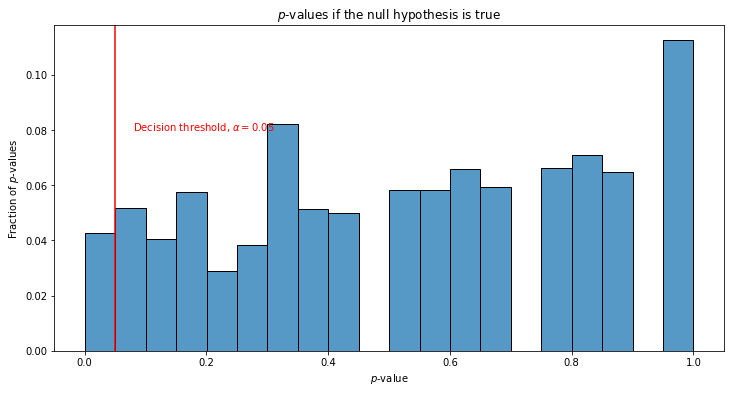 p-values if the null hypothesis is true
Fraction of p-values
0.10
0.08
0.06
0.04
0.02
0.00
Decision threshold, α = 0.05
0.0 0.2 0.4 0.6 0.8 1.0
p-value